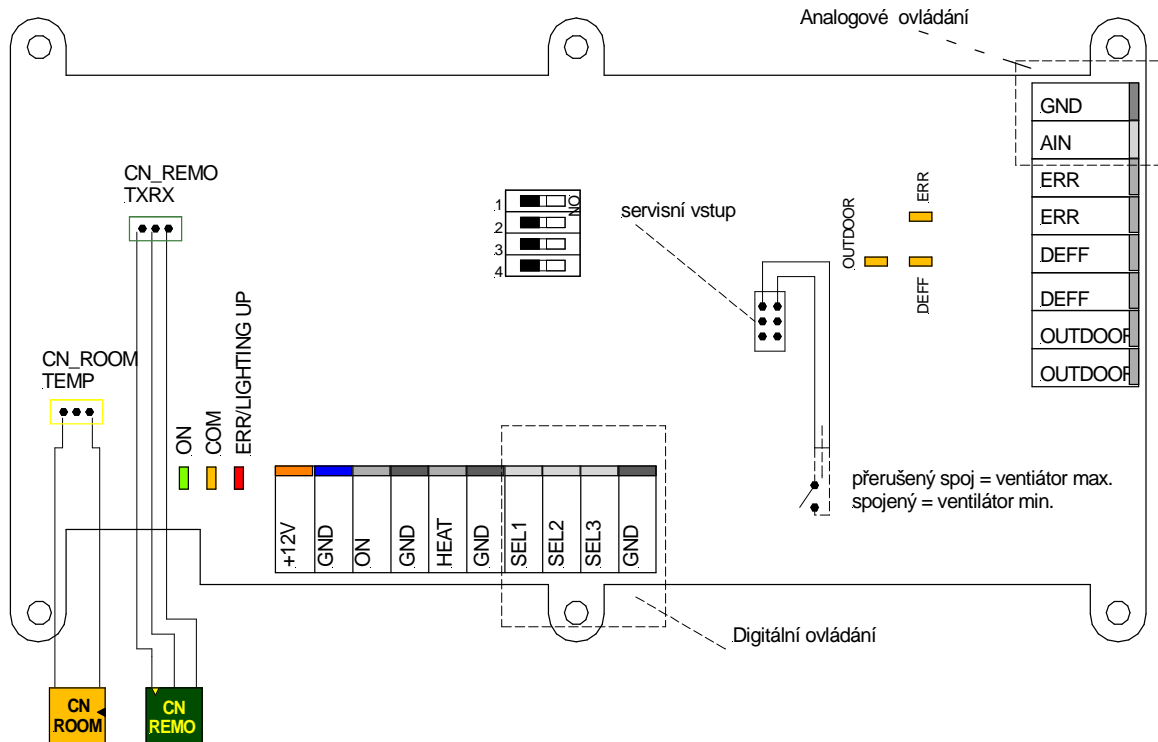 Analogové ovládání
GND
AIN
ERR
ERR
DEFF
DEFF
OUTDOOR
OUTDOOR
CN_REMO
TXRX
1
2
3
4
NO
servisní vstup
ERR
OUTDOOR
DEFF
CN_ROOM
TEMP
ON
COM
ERR/LIGHTING UP
přerušený spoj = ventiátor max.
spojený = ventilátor min.
+12V
GND
ON
GND
HEAT
GND
SEL1
SEL2
SEL3
GND
Digitální ovládání
CN
ROOM
CN
REMO